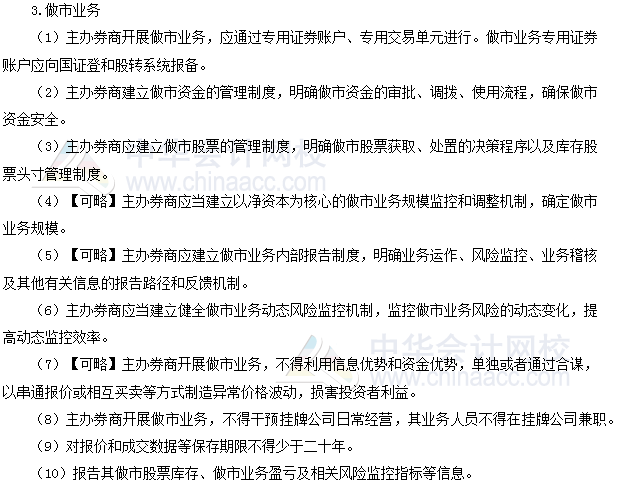 3.做市业务
（1）主办券商开展做市业务，应通过专用证券账户、专用交易单元进行。做市业务专用证券
账户应向国证登和股转系统报备。
（2）主办券商建立做市资金的管理制度，明确做市资金的审批、调拨、使用流程，确保做市
资金安全。
（3）主办券商应建立做市股票的管理制度，明确做市股票获取、处置的决策程序以及库存股
票头寸管理制度。
中华会计网校
www.chinaacc.com
（4）【可略】主办券商应当建立以净资本为核心的做市业务规模监控和调整机制，确定做市
业务规模。
（5）【可略】主办券商应建立做市业务内部报告制度，明确业务运作、风险监控、业务稽核
及其他有关信息的报告路径和反馈机制。
（6）主办券商应当建立健全做市业务动态风险监控机制，监控做市业务风险的动态变化，提
高动态监控效率。
中华会计网校
www.chinaacc.com
（7）【可略】主办券商开展做市业务，不得利用信息优势和资金优势，单独或者通过合谋，
以串通报价或相互买卖等方式制造异常价格波动，损害投资者利益。
（8）主办券商开展做市业务，不得干预挂牌公司日常经营，其业务人员不得在挂牌公司兼职。
（9）对报价和成交数据等保存期限不得少于二十年。
（10）报告其做市股票库存、做市业务盈亏及相关风险监控指标等信息。